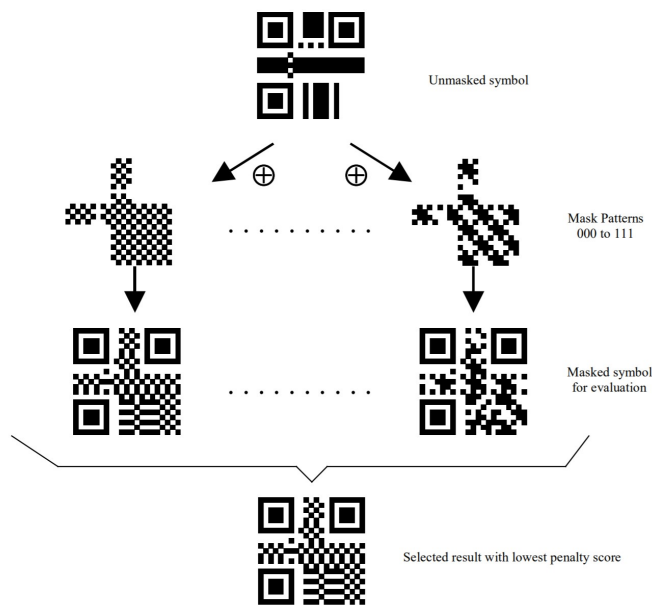 Unmasked symbol
Mask Patterns
000 to 111
Masked symbol
for evaluation
Selected result with lowest penalty score